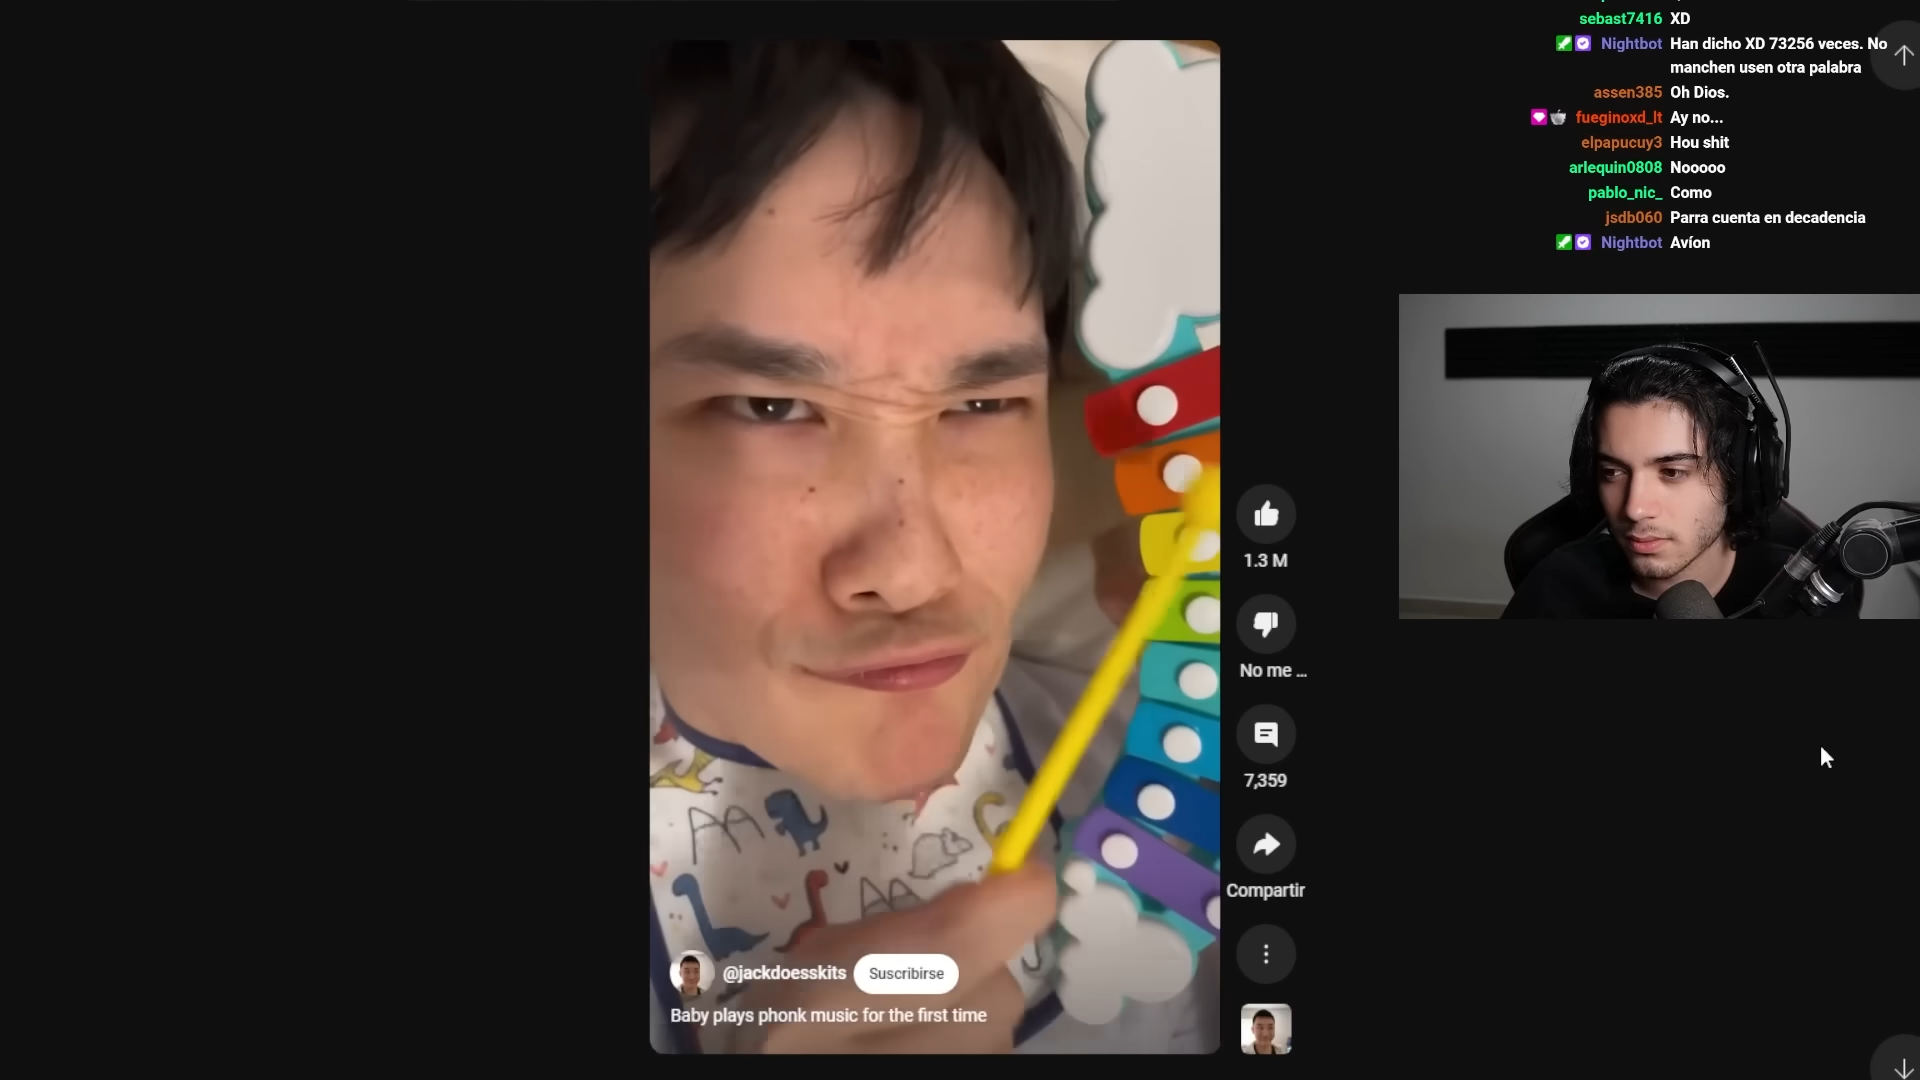 sebast7416 XD
Nightbot Han dicho XD 73256 veces. No
manchen usen otra palabra
assen385 Oh Dios.
fueginoxd_lt Ay no...
elpapucuy3 Hou shit
arlequin0808 Nooooo
pablo_nic_ Como
jsdb060 Parra cuenta en decadencia
Nightbot Avíon
1.3 M
No me ...
7,359
Compartir
@jackdoesskits Suscribirse
Baby plays phonk music for the first time